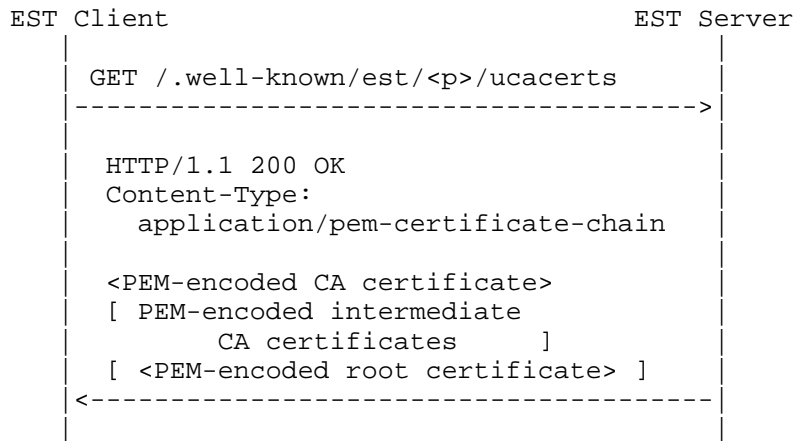 EST Client EST Server
GET /.well-known/est/<p>/ucacerts
HTTP/1.1 200 OK
Content-Type:
application/pem-certificate-chain
<PEM-encoded CA certificate>
[ PEM-encoded intermediate
CA certificates ]
[ <PEM-encoded root certificate> ]